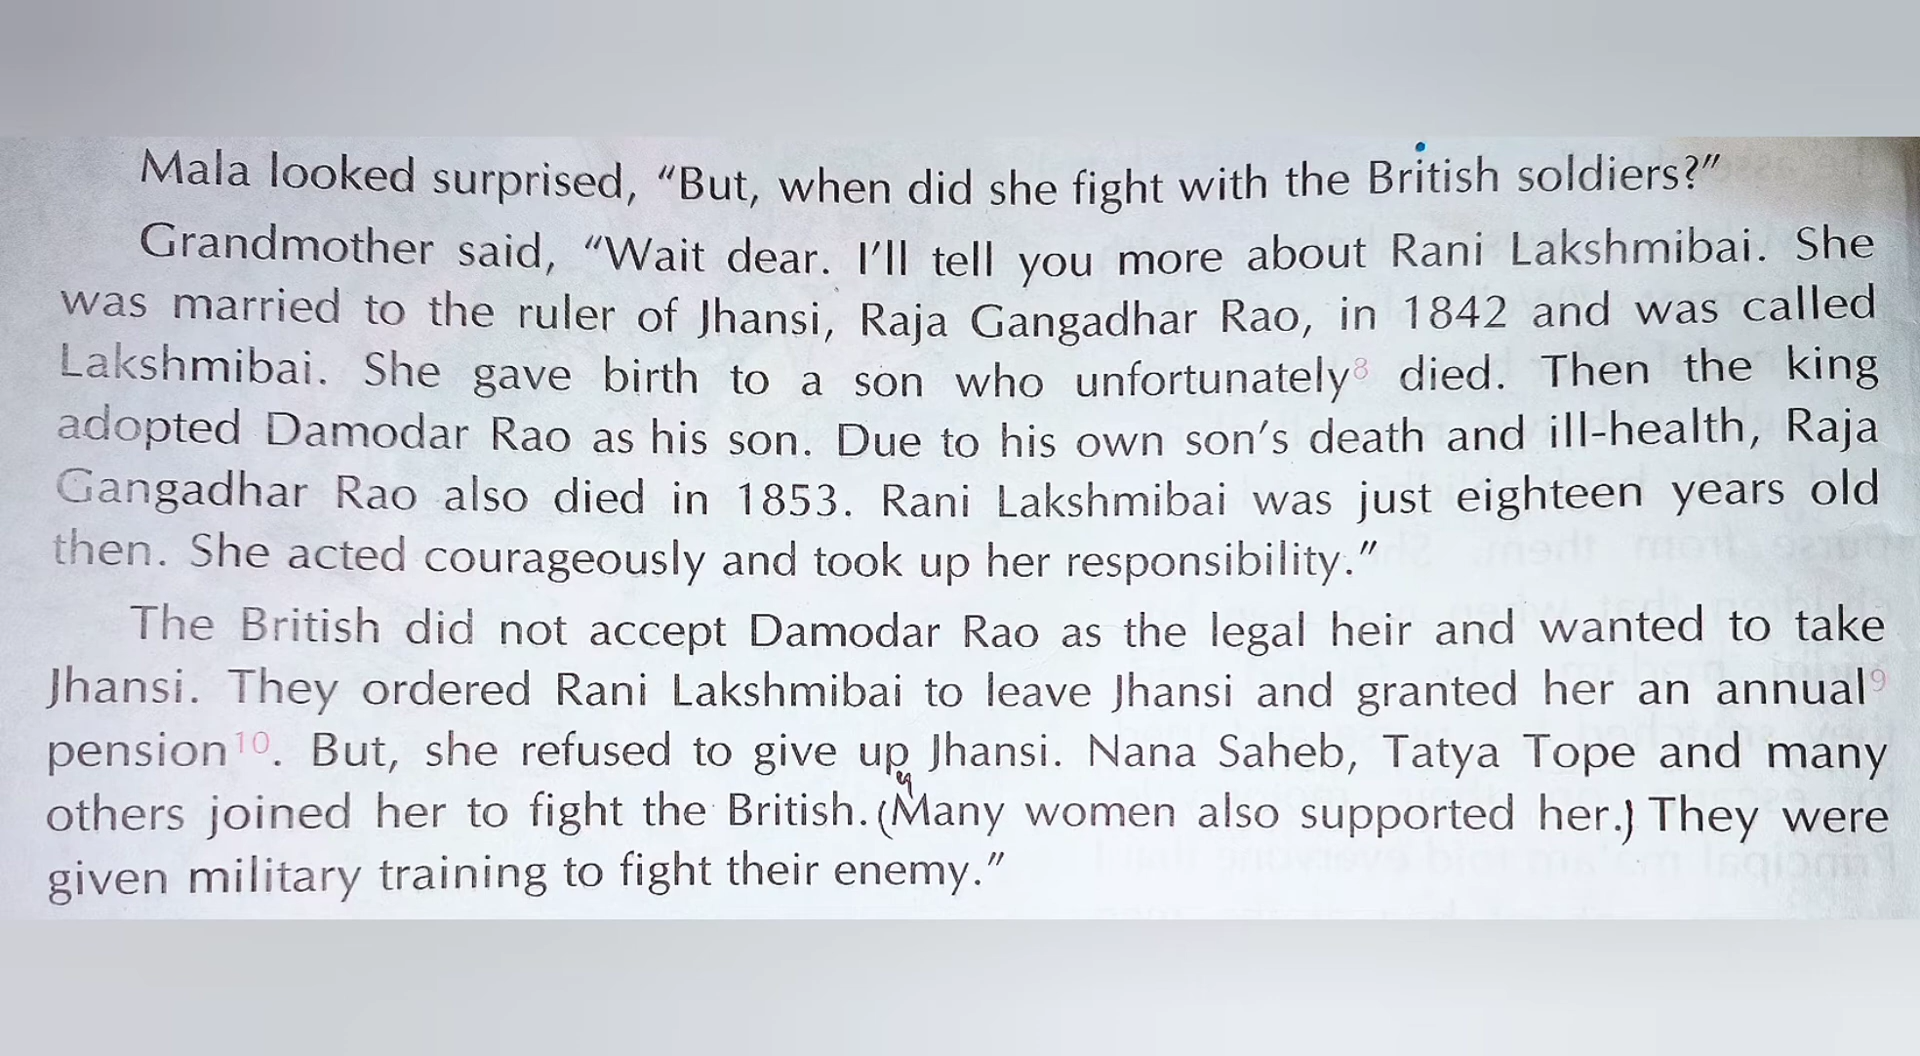 Mala looked surprised, “But, when did she fight with the British soldiers?”
Grandmother said, “Wait dear. I’ll tell you more about Rani Lakshmibai. She
was married to the ruler of Jhansi, Raja Gangadhar Rao, in 1842 and was called
Lakshmibai. She gave birth to a son who unfortunately8 died. Then the king
adopted Damodar Rao as his son. Due to his own son’s death and ill-health, Raja
Gangadhar Rao also died in 1853. Rani Lakshmibai was just eighteen years old
then. She acted courageously and took up her responsibility.”
The British did not accept Damodar Rao as the legal heir and wanted to take
Jhansi. They ordered Rani Lakshmibai to leave Jhansi and granted her an annual9
pension10. But, she refused to give up Jhansi. Nana Saheb, Tatya Tope and many
others joined her to fight the British. (Many women also supported her.) They were
given military training to fight their enemy.”